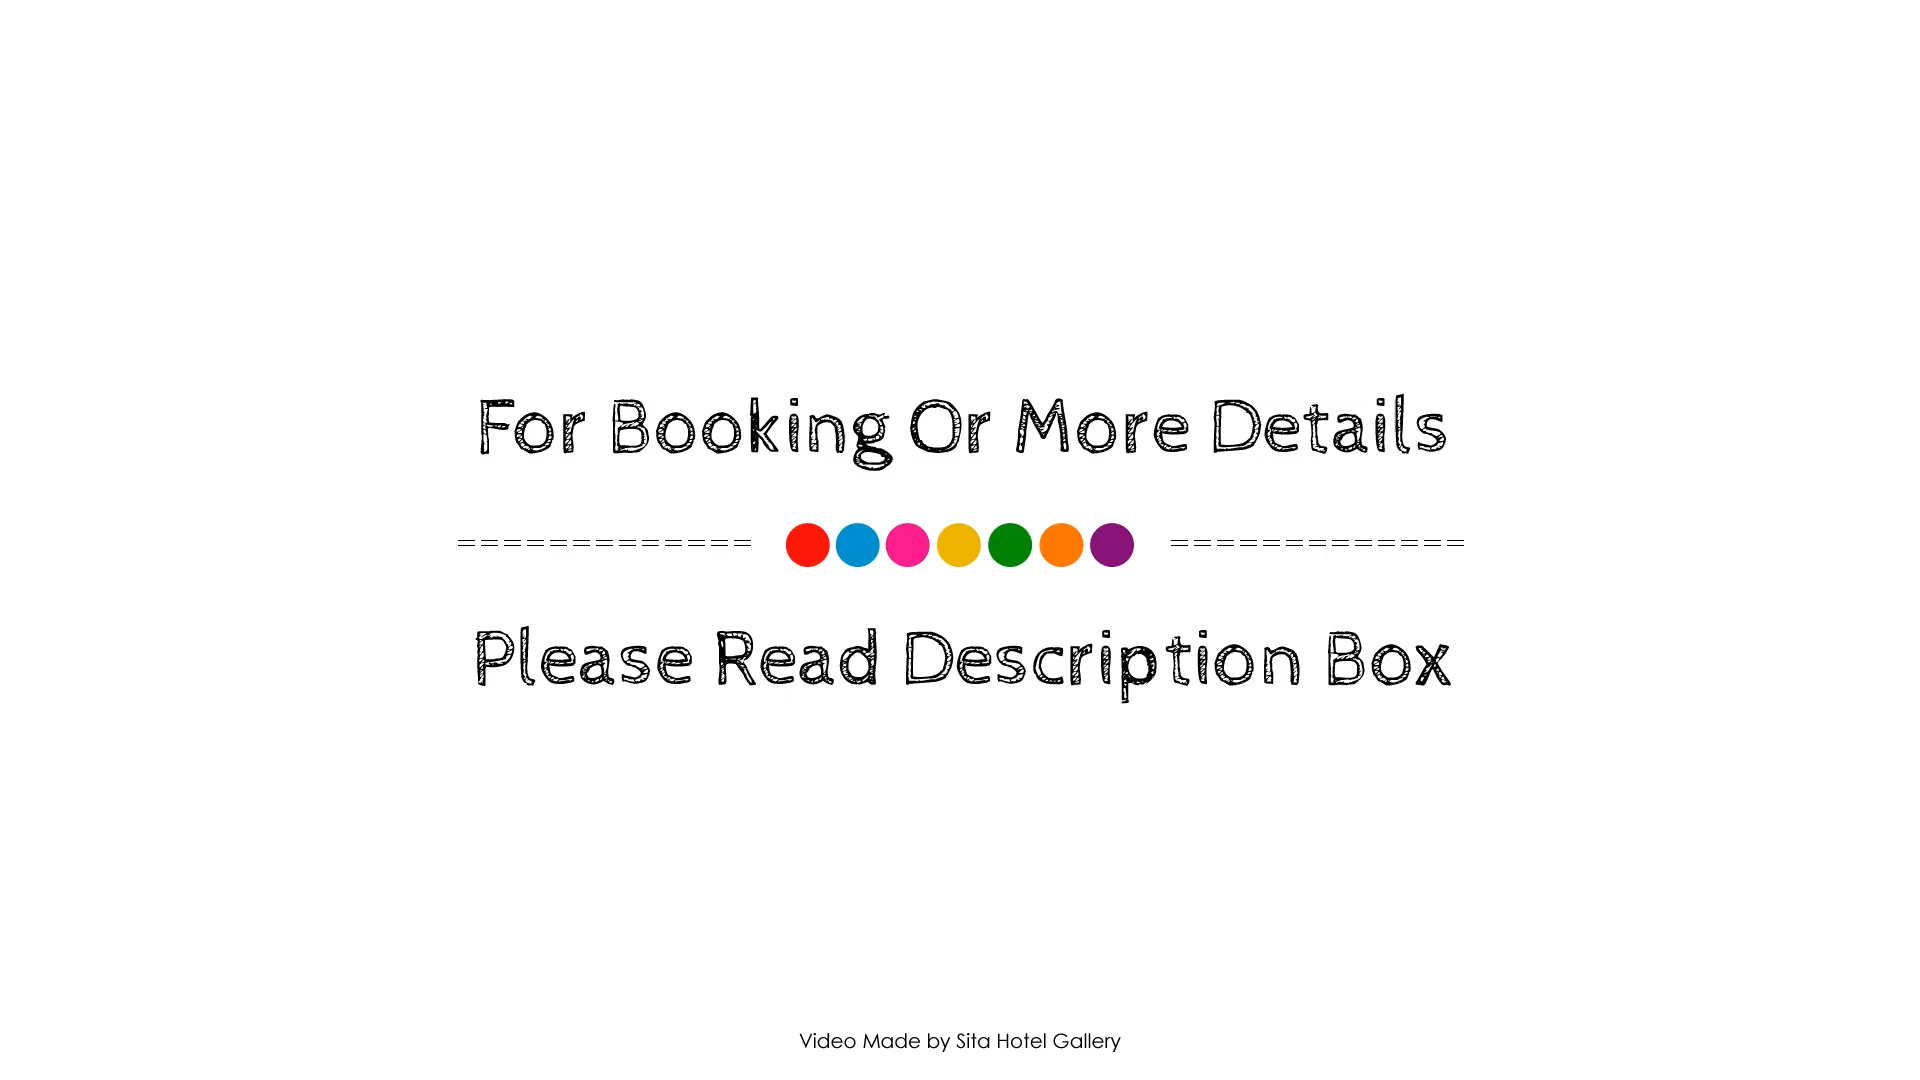 For Booking Or More Details
============= =============
Please Read Description Box
Video Made by Sita Hotel Gallery